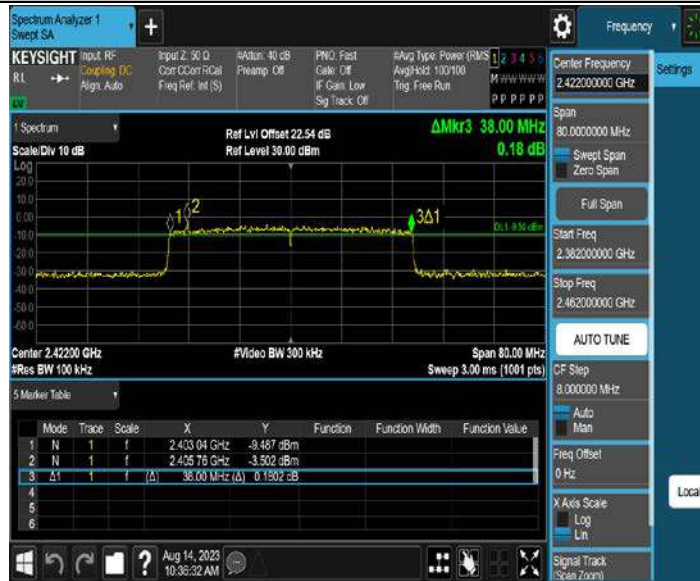 Spectrum Analyzer 1
Swept SA
+
Frequency
KEYSIGHT
RL
Input: RF
Coupling: DC
Align: Auto
Input Z: 50 Ω
Corr CCorr RCal
Freq Ref: Int (S)
#Atten: 40 dB
Preamp: Off
PNO: Fast
Gate: Off
IF Gain: Low
Sig Track: Off
#Avg Type: Power (RMS
Avg|Hold: 100/100
Trig: Free Run
1 2 3 4 5 6
M W W W W W
P P P P P P
1 Spectrum
Scale/Div 10 dB
Ref Lvl Offset 22.54 dB
Ref Level 30.00 dBm
ΔMkr3 38.00 MHz
0.18 dB
Log
20.0
10.0
0.00
-10.0
-20.0
-30.0
-40.0
-50.0
-60.0
1
2
3Δ1
Center 2.42200 GHz
#Res BW 100 kHz
#Video BW 300 kHz
Span 80.00 MHz
Sweep 3.00 ms (1001 pts)
5 Marker Table
Mode Trace Scale X Y Function Function Width Function Value
1 N 1 f 2.403 04 GHz -9.487 dBm
2 N 1 f 2.405 76 GHz -3.502 dBm
3 Δ1 1 f (Δ) 38.00 MHz (Δ) 0.1802 dB
4
5
6
Aug 14, 2023
10:36:32 AM
Center Frequency
2.422000000 GHz
Settings
Span
80.0000000 MHz
Swept Span
Zero Span
Full Span
Start Freq
2.382000000 GHz
Stop Freq
2.462000000 GHz
AUTO TUNE
CF Step
8.000000 MHz
Auto
Man
Freq Offset
0 Hz
X Axis Scale
Log
Lin
Local
Signal Track
(Span Zoom)